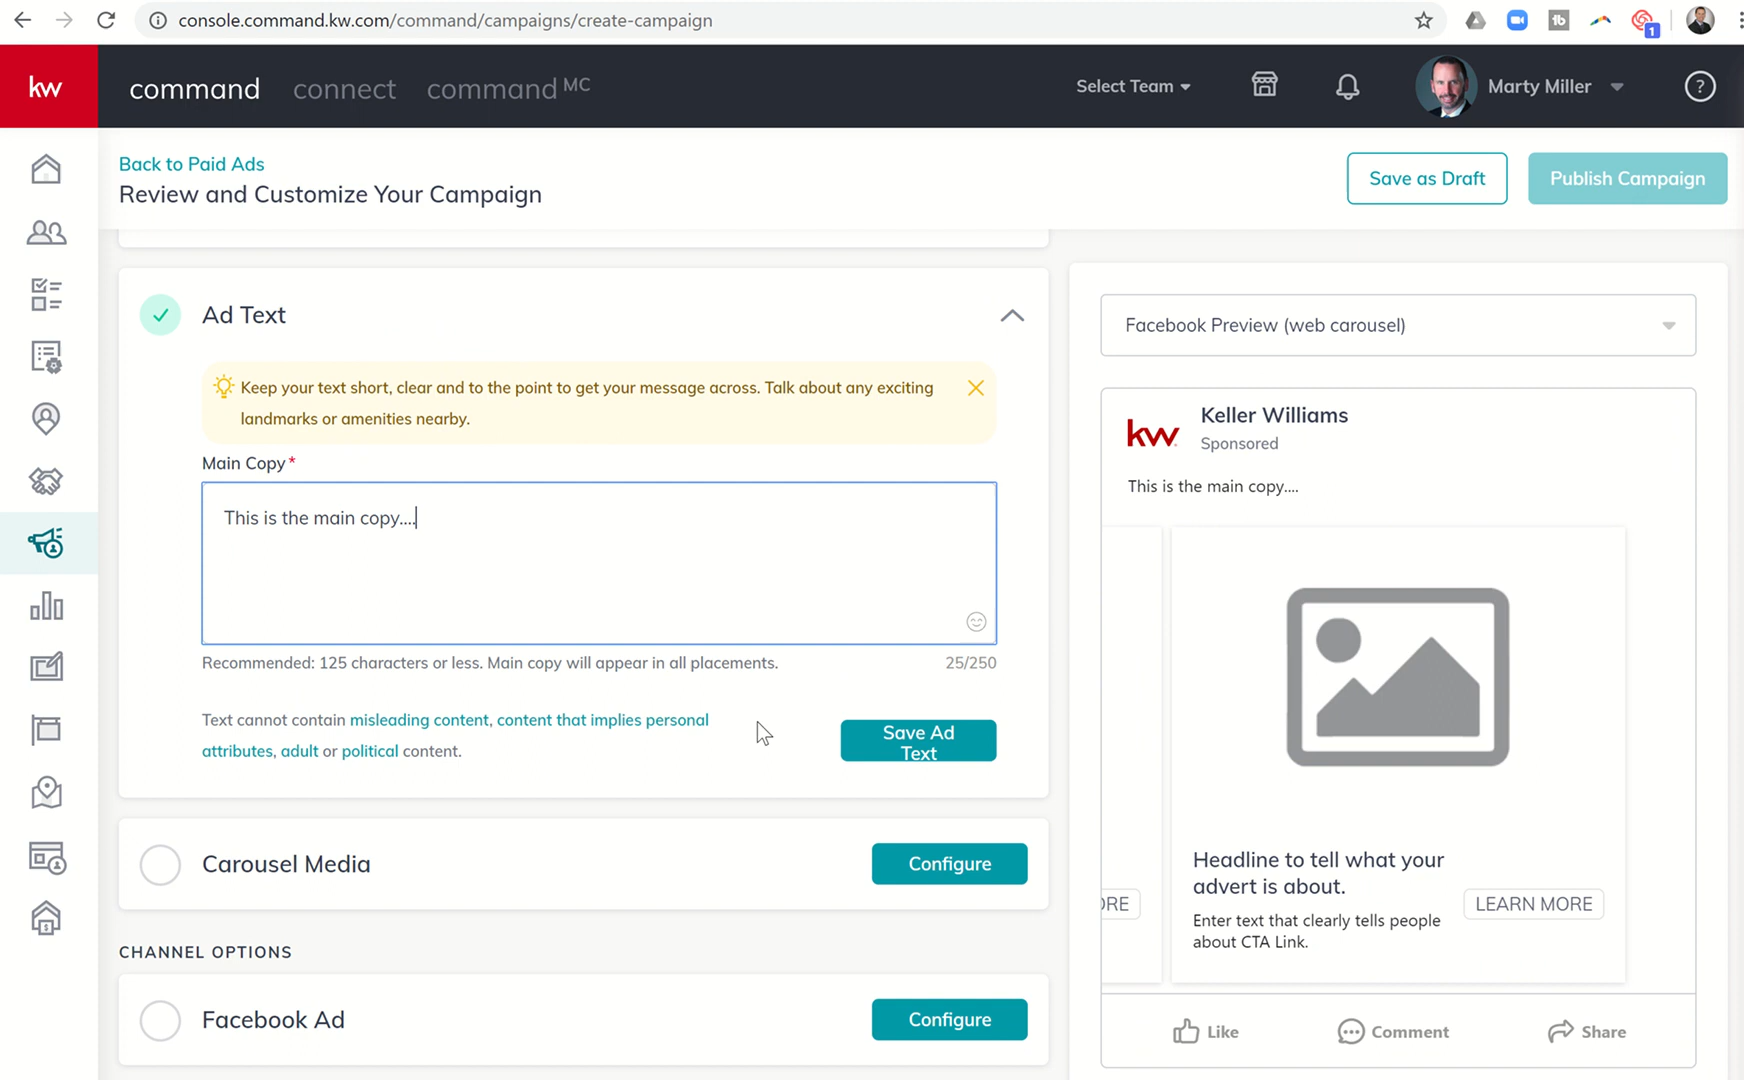 console.command.kw.com/command/campaigns/create-campaign
tb
1
kw
command
connect
command MC
Select Team
Marty Miller
?
Back to Paid Ads
Review and Customize Your Campaign
Save as Draft
Publish Campaign
Ad Text
Keep your text short, clear and to the point to get your message across. Talk about any exciting
landmarks or amenities nearby.
Main Copy*
This is the main copy....
Recommended: 125 characters or less. Main copy will appear in all placements.
25/250
Text cannot contain misleading content, content that implies personal
attributes, adult or political content.
Save Ad
Text
Carousel Media
Configure
CHANNEL OPTIONS
Facebook Ad
Configure
Facebook Preview (web carousel)
kw
Keller Williams
Sponsored
This is the main copy....
ORE
Headline to tell what your
advert is about.
Enter text that clearly tells people
about CTA Link.
LEARN MORE
Like
Comment
Share